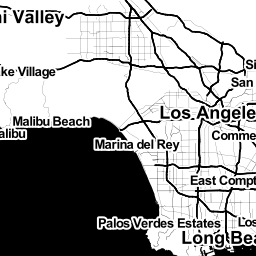 ni Valley
ke Village
Si
San
Malibu Beach
alibu
Los Angele
Comme
Marina del Rey
East Compt
Palos Verdes Estates
Los
Long Bea